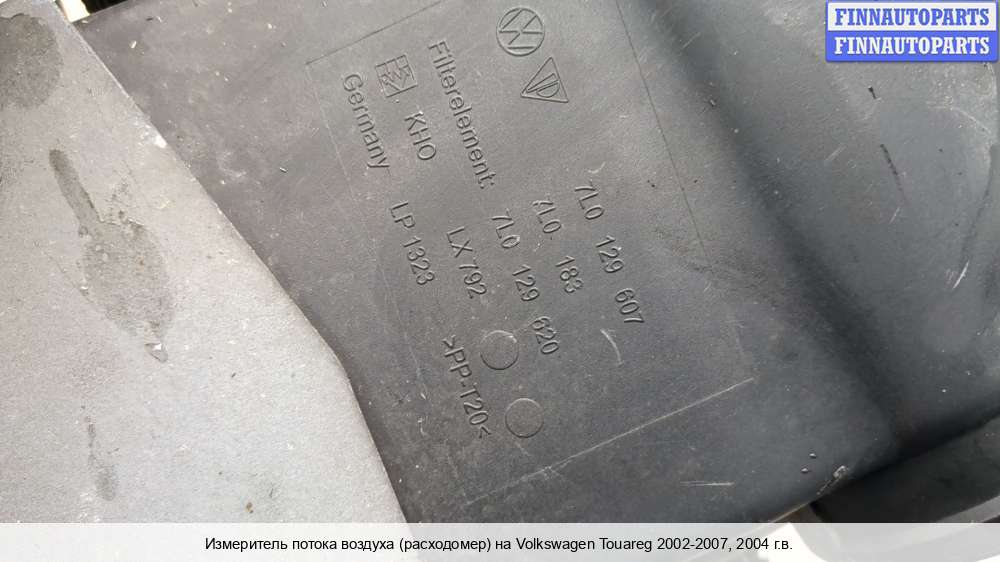 FINNAUTOPARTS
FINNAUTOPARTS
7L0 129 607
7L0 183
Filterelement: 7L0 129 620
KHO LX 792
Germany LP 1323
>PP-T20<
Измеритель потока воздуха (расходомер) на Volkswagen Touareg 2002-2007, 2004 г.в.